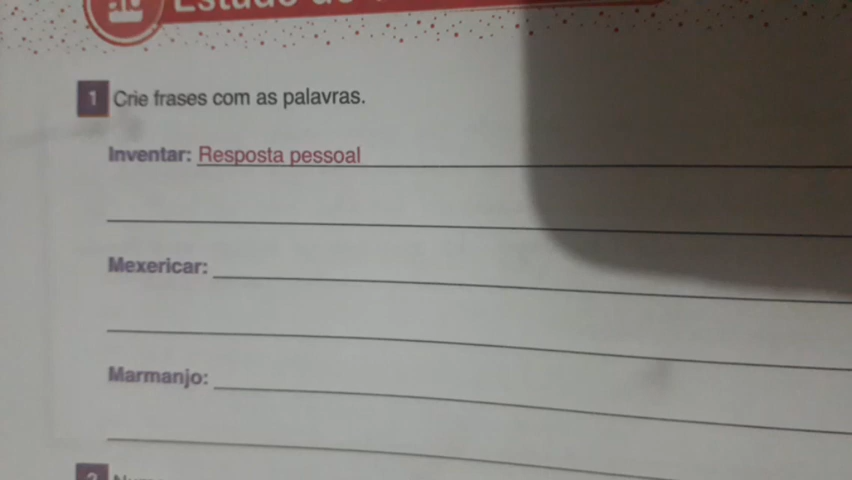 1 Crie frases com as palavras.
Inventar: Resposta pessoal
Mexericar:
Marmanjo: